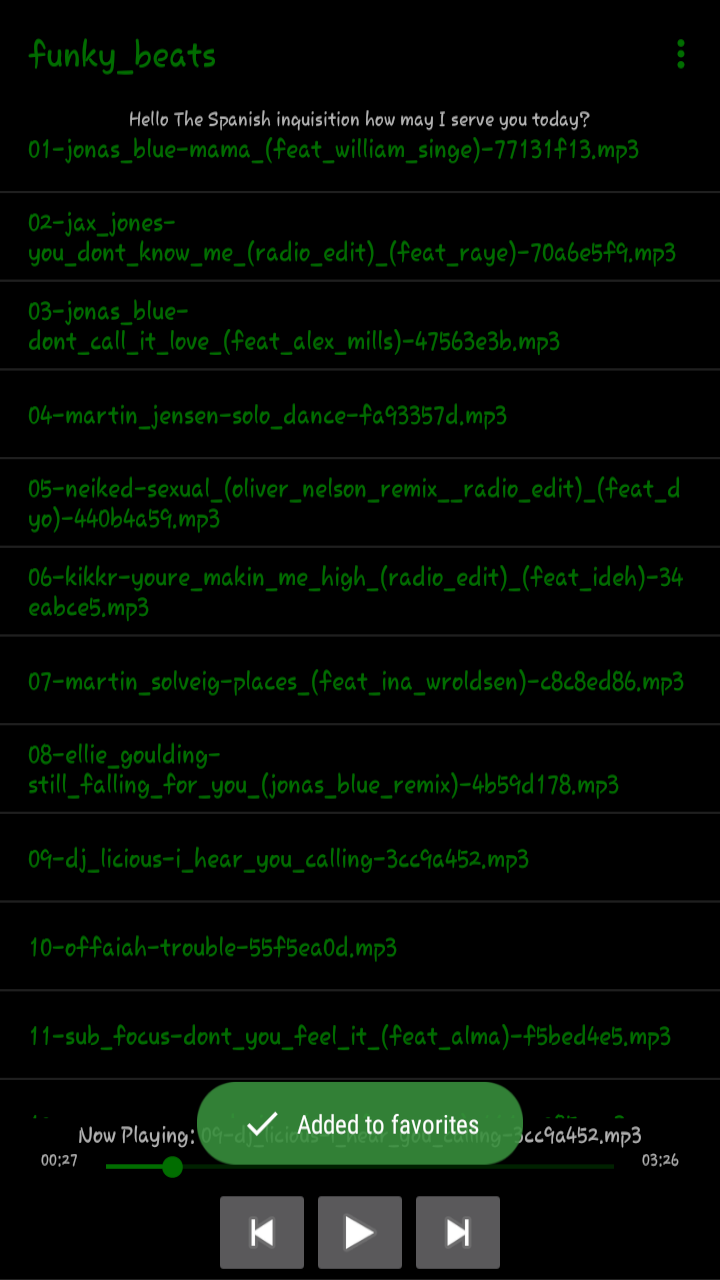 funky_beats
Hello The Spanish inquisition how may I serve you today?
01-jonas_blue-mama_(feat_william_singe)-77131f13.mp3
02-jax_jones-
you_dont_know_me_(radio_edit)_(feat_raye)-70a6e5f9.mp3
03-jonas_blue-
dont_call_it_love_(feat_alex_mills)-47563e3b.mp3
04-martin_jensen-solo_dance-fa93357d.mp3
05-neiked-sexual_(oliver_nelson_remix__radio_edit)_(feat_d
yo)-440b4a59.mp3
06-kikkr-youre_makin_me_high_(radio_edit)_(feat_ideh)-34
eabce5.mp3
07-martin_solveig-places_(feat_ina_wroldsen)-c8c8ed86.mp3
08-ellie_goulding-
still_falling_for_you_(jonas_blue_remix)-4b59d178.mp3
09-dj_licious-i_hear_you_calling-3cc9a452.mp3
10-offaiah-trouble-55f5ea0d.mp3
11-sub_focus-dont_you_feel_it_(feat_alma)-f5bed4e5.mp3
Added to favorites
Now Playing: 09-dj_licious-i_hear_you_calling-3cc9a452.mp3
00:27
03:26